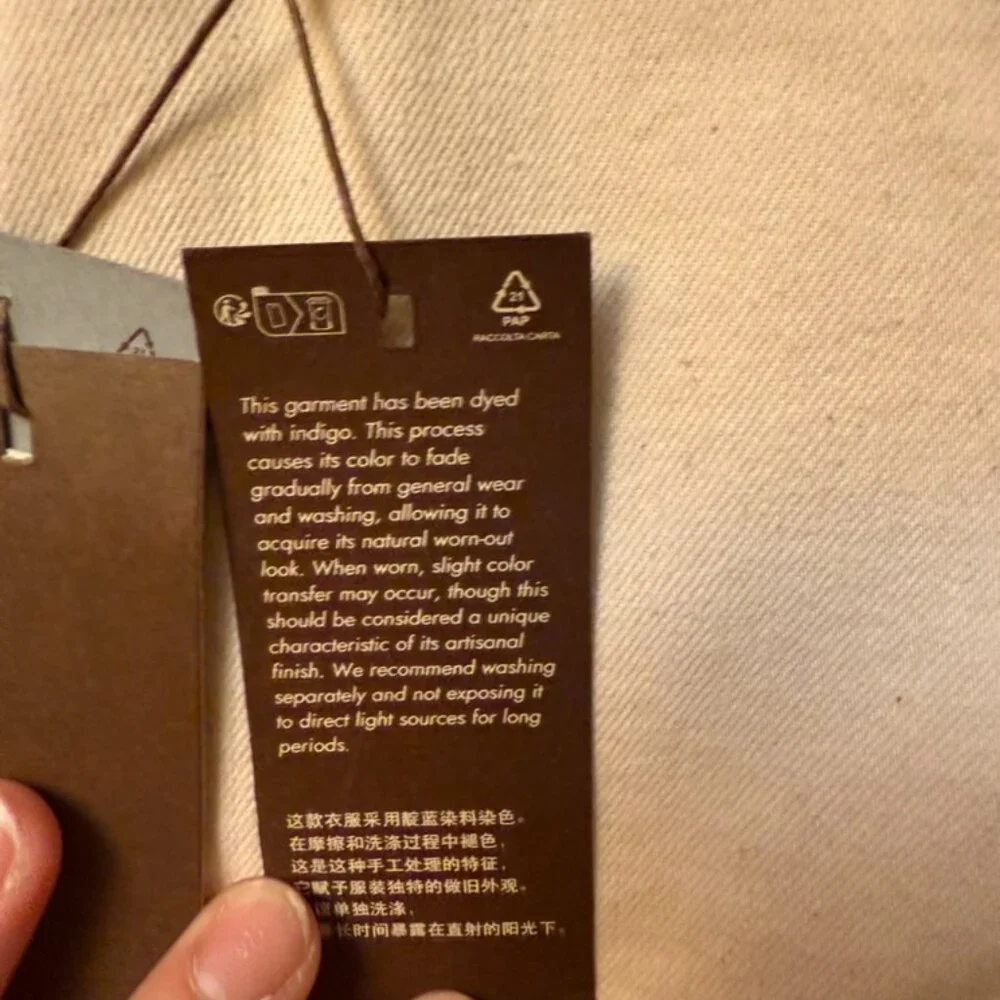 21
PAP
RACCOLTA CARTA
This garment has been dyed
with indigo. This process
causes its color to fade
gradually from general wear
and washing, allowing it to
acquire its natural worn-out
look. When worn, slight color
transfer may occur, though this
should be considered a unique
characteristic of its artisanal
finish. We recommend washing
separately and not exposing it
to direct light sources for long
periods.
这款衣服采用靛蓝染料染色。
在摩擦和洗涤过程中褪色,
这是这种手工处理的特征,
赋予服装独特的做旧外观。
单独洗涤,
长时间暴露在直射的阳光下。